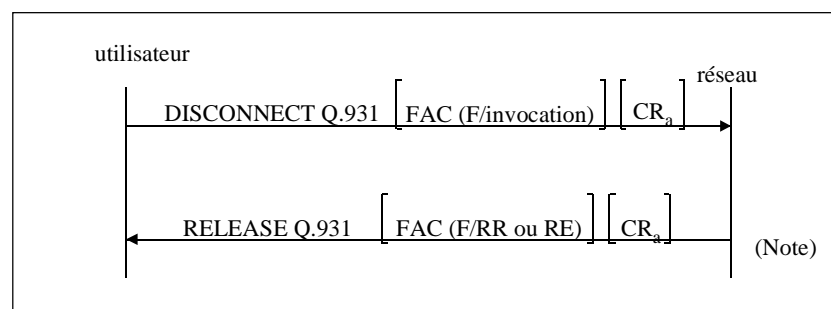 utilisateur
réseau
DISCONNECT Q.931 [FAC (F/invocation)] [CRa]
RELEASE Q.931 [FAC (F/RR ou RE)] [CRa]
(Note)